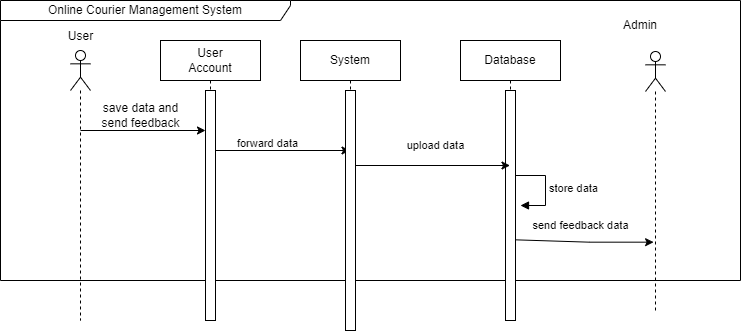 Online Courier Management System
User
Admin
User
Account
System
Database
save data and
send feedback
forward data
upload data
store data
send feedback data